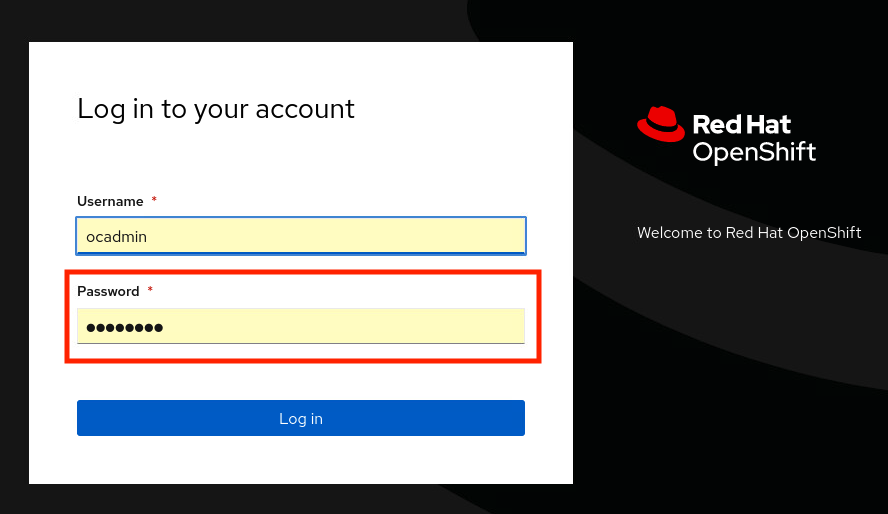 Log in to your account
Username *
ocadmin
Password *
••••••••
Log in
Red Hat
OpenShift
Welcome to Red Hat OpenShift